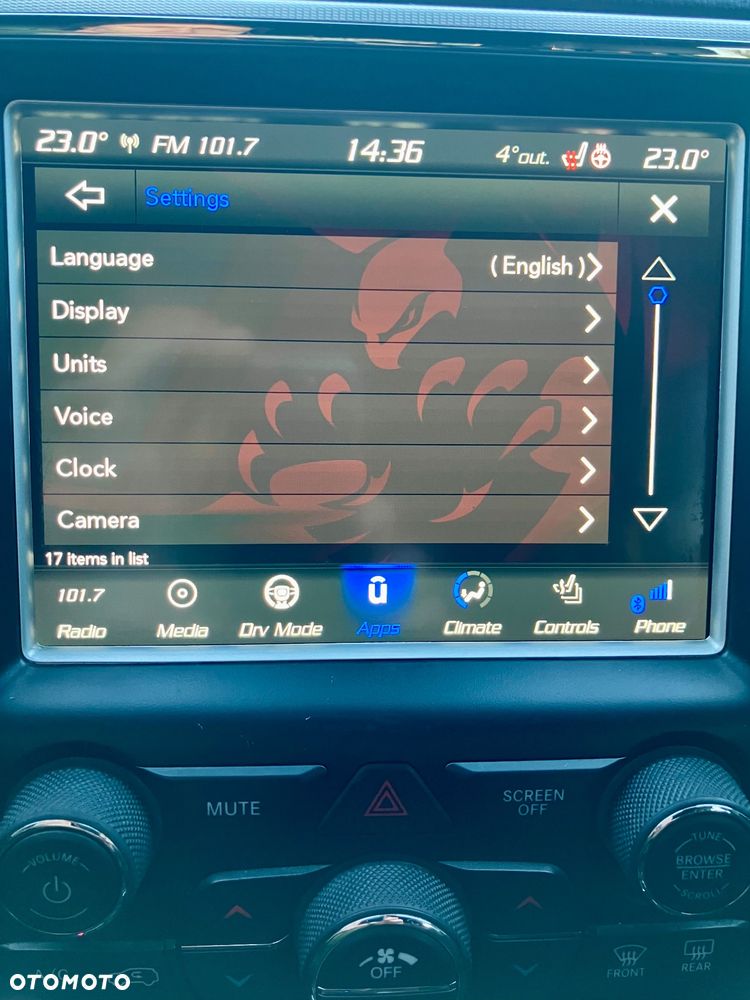 23.0° FM 101.7 14:36 4°out. 23.0°
Settings
Language (English)
Display
Units
Voice
Clock
Camera
17 items in list
101.7
Radio Media Drv Mode Apps Climate Controls Phone
MUTE
SCREEN
OFF
VOLUME
TUNE
BROWSE
ENTER
SCROLL
OFF
A/C
FRONT
REAR
OTOMOTO